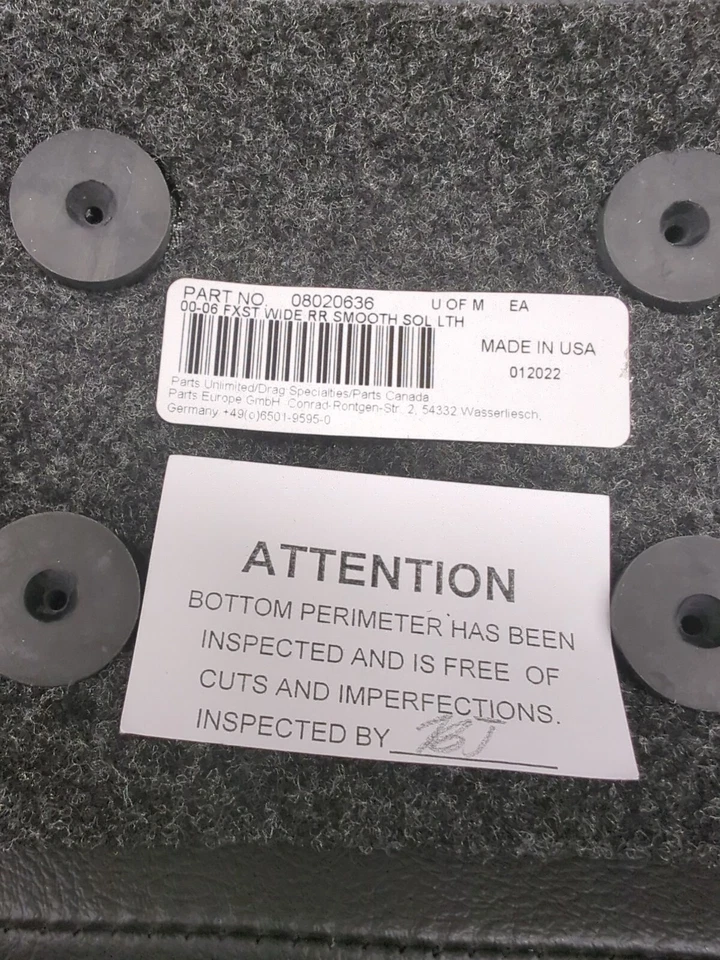 PART NO. 08020636 U OF M EA
00-06 FXST WIDE RR SMOOTH SOL LTH
MADE IN USA
012022
Parts Unlimited/Drag Specialties/Parts Canada
Parts Europe GmbH Conrad-Rontgen-Str. 2, 54332 Wasserliesch,
Germany +49(o)6501-9595-0
ATTENTION
BOTTOM PERIMETER HAS BEEN
INSPECTED AND IS FREE OF
CUTS AND IMPERFECTIONS.
INSPECTED BY